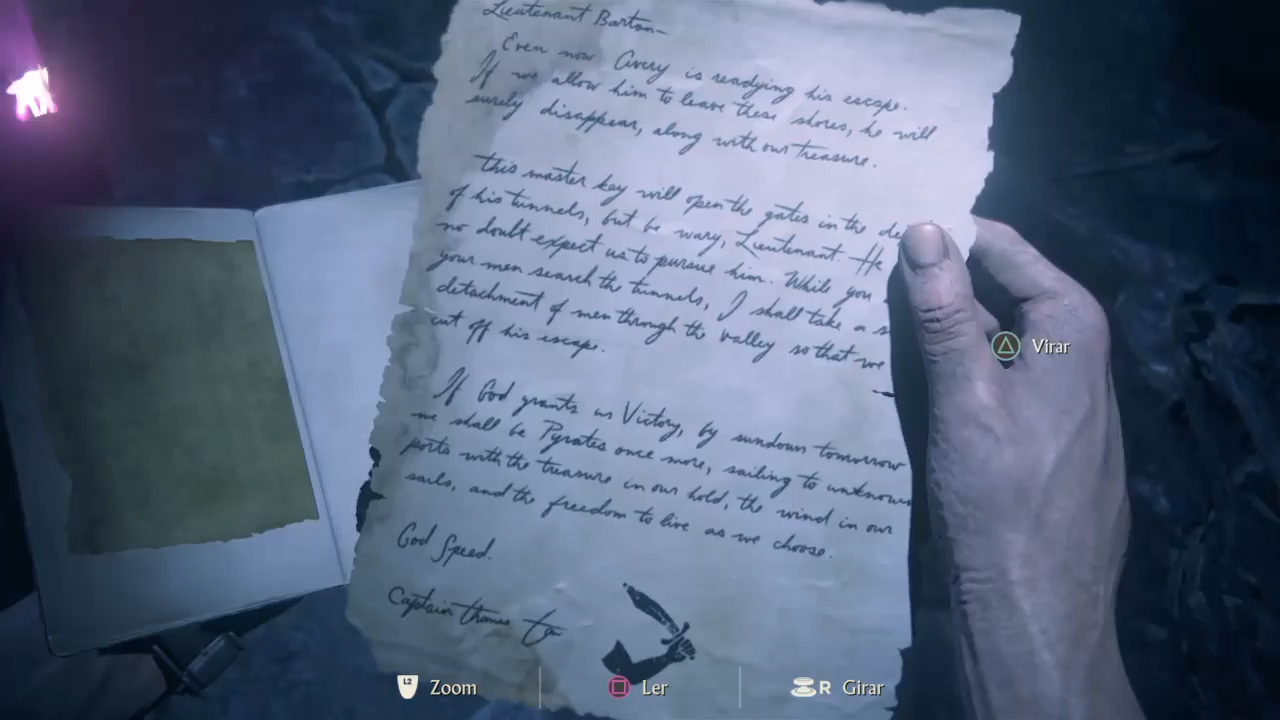 Lieutenant Barton-
Even now Avery is readying his escape.
If we allow him to leave these shores, he will
surely disappear, along with our treasure.
This master key will open the gates in the
of his tunnels, but be wary, Lieutenant. He
no doubt expect us to pursue him. While you
your men search the tunnels, I shall take a
detachment of men through the valley so that we
cut off his escape.
If God grants us Victory, by sundown tomorrow
we shall be Pyrates once more, sailing to unknown
ports with the treasure in our hold, the wind in our
sails, and the freedom to live as we choose.
God Speed.
Captain Thomas Tew
Virar
L2 Zoom
Ler
R Girar